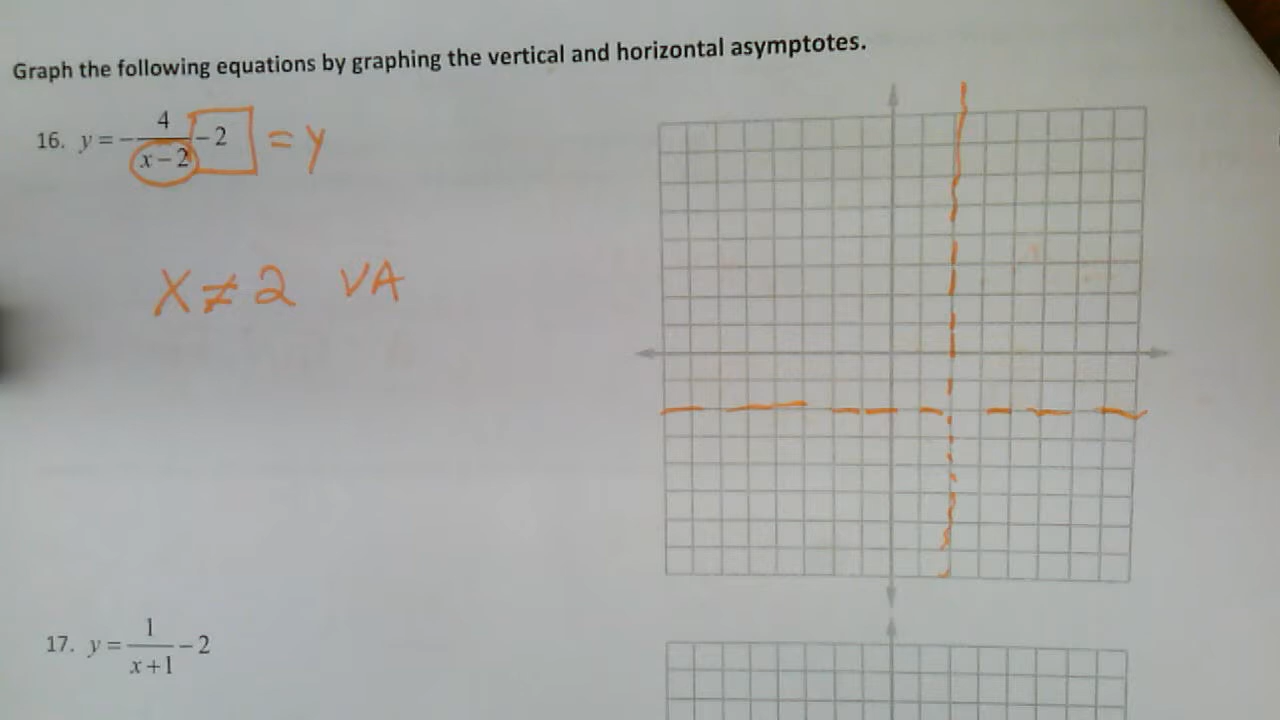 Graph the following equations by graphing the vertical and horizontal asymptotes.
16. y = -4/(x-2) - 2 = y
X ≠ 2 VA
17. y = 1/(x+1) - 2